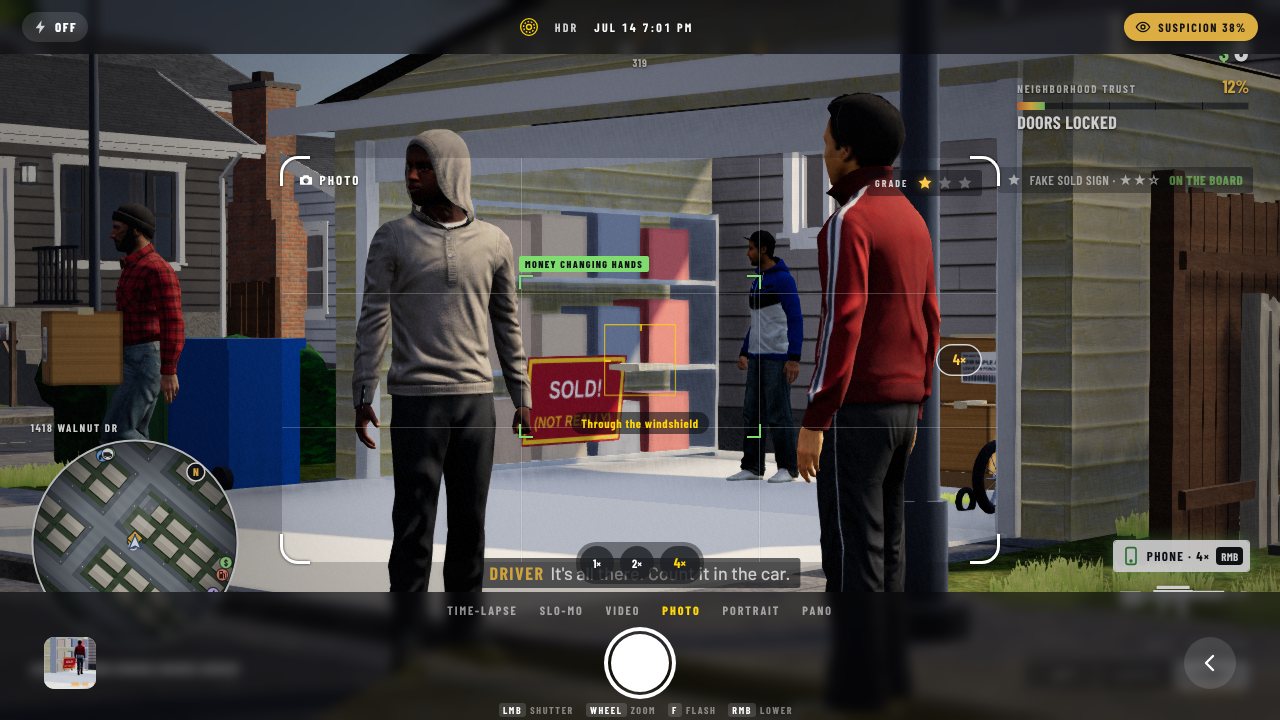 OFF
HDR JUL 14 7:01 PM
SUSPICION 38%
319
NEIGHBORHOOD TRUST 12%
DOORS LOCKED
PHOTO
GRADE
FAKE SOLD SIGN · ON THE BOARD
MONEY CHANGING HANDS
4×
SOLD!
(NOT REALLY)
Through the windshield
1418 WALNUT DR
N
PHONE · 4× RMB
1× 2× 4×
DRIVER It's all there. Count it in the car.
TIME-LAPSE SLO-MO VIDEO PHOTO PORTRAIT PANO
LMB SHUTTER WHEEL ZOOM F FLASH RMB LOWER